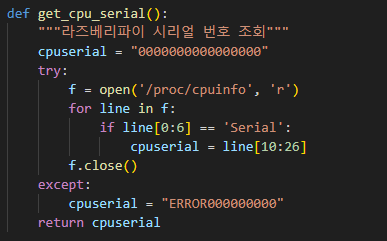 def get_cpu_serial():
    """라즈베리파이 시리얼 번호 조회"""
    cpuserial = "0000000000000000"
    try:
        f = open('/proc/cpuinfo', 'r')
        for line in f:
            if line[0:6] == 'Serial':
                cpuserial = line[10:26]
        f.close()
    except:
        cpuserial = "ERROR000000000"
    return cpuserial